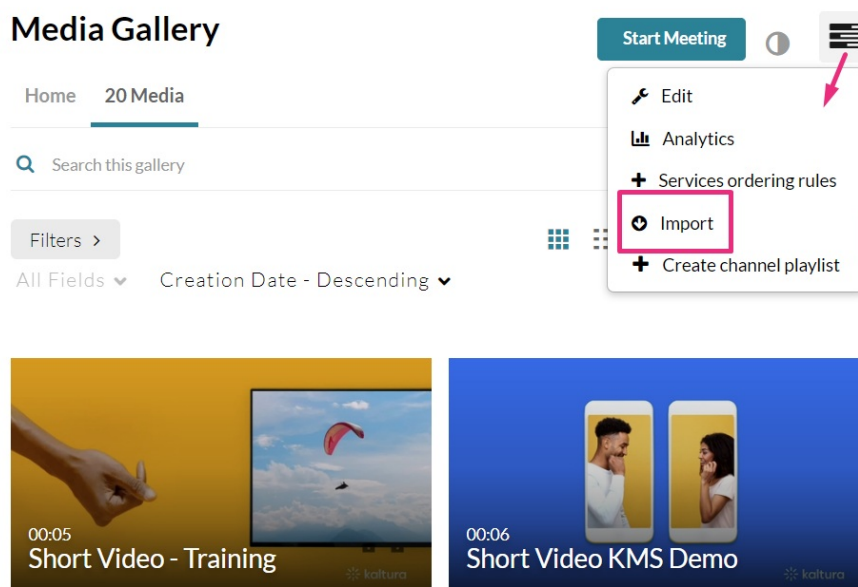 Media Gallery
Start Meeting
Home
20 Media
Edit
Analytics
Services ordering rules
Import
Create channel playlist
Search this gallery
Filters >
All Fields
Creation Date - Descending
00:05
Short Video - Training
kaltura
00:06
Short Video KMS Demo
kaltura